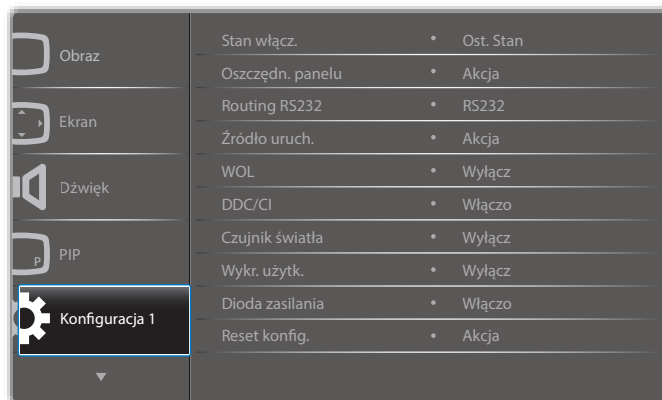 Obraz
Ekran
Dźwięk
P
PIP
Konfiguracja 1
Stan włącz. • Ost. Stan
Oszczędn. panelu • Akcja
Routing RS232 • RS232
Źródło uruch. • Akcja
WOL • Wyłącz
DDC/CI • Włączo
Czujnik światła • Wyłącz
Wykr. użytk. • Wyłącz
Dioda zasilania • Włączo
Reset konfig. • Akcja